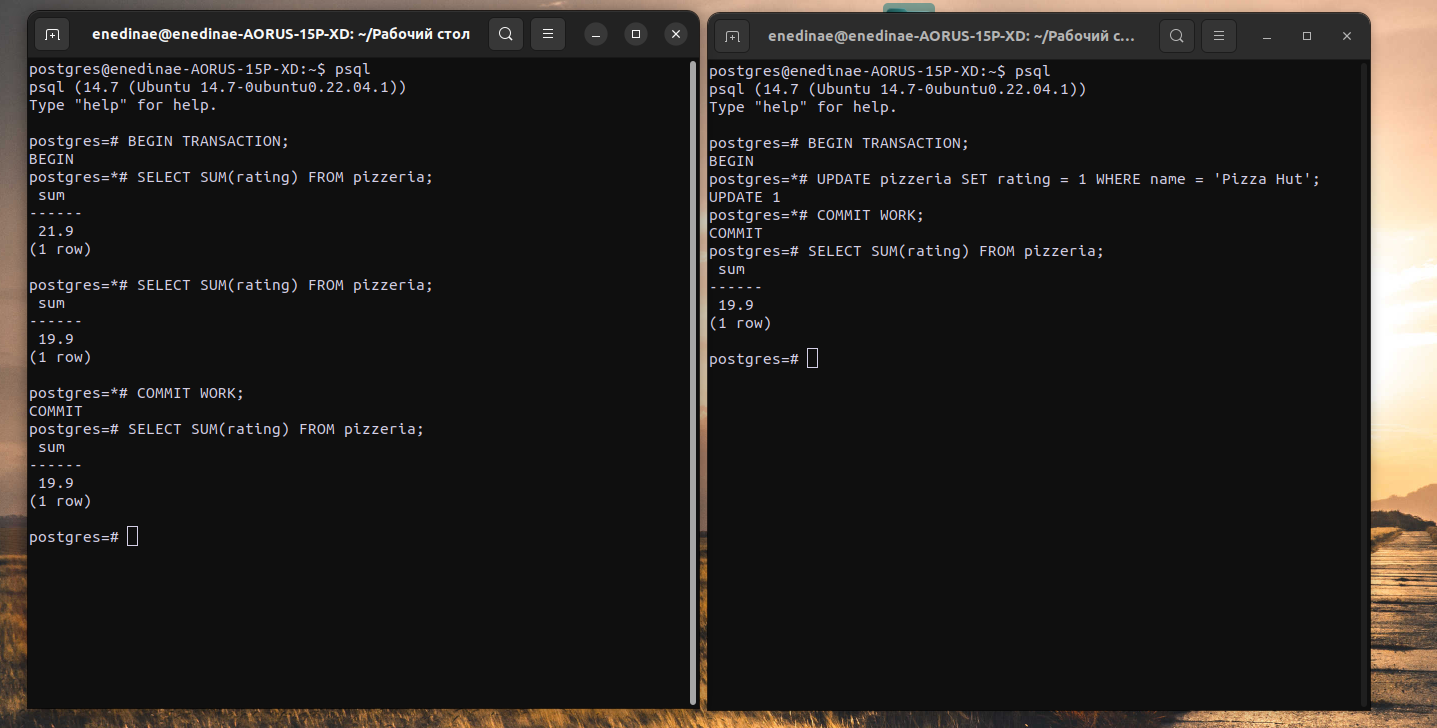 enedinae@enedinae-AORUS-15P-XD: ~/Рабочий стол
postgres@enedinae-AORUS-15P-XD:~$ psql
psql (14.7 (Ubuntu 14.7-0ubuntu0.22.04.1))
Type "help" for help.
postgres=# BEGIN TRANSACTION;
BEGIN
postgres=*# SELECT SUM(rating) FROM pizzeria;
sum
------
21.9
(1 row)
postgres=*# SELECT SUM(rating) FROM pizzeria;
sum
------
19.9
(1 row)
postgres=*# COMMIT WORK;
COMMIT
postgres=# SELECT SUM(rating) FROM pizzeria;
sum
------
19.9
(1 row)
postgres=#
enedinae@enedinae-AORUS-15P-XD: ~/Рабочий с...
postgres@enedinae-AORUS-15P-XD:~$ psql
psql (14.7 (Ubuntu 14.7-0ubuntu0.22.04.1))
Type "help" for help.
postgres=# BEGIN TRANSACTION;
BEGIN
postgres=*# UPDATE pizzeria SET rating = 1 WHERE name = 'Pizza Hut';
UPDATE 1
postgres=*# COMMIT WORK;
COMMIT
postgres=# SELECT SUM(rating) FROM pizzeria;
sum
------
19.9
(1 row)
postgres=#